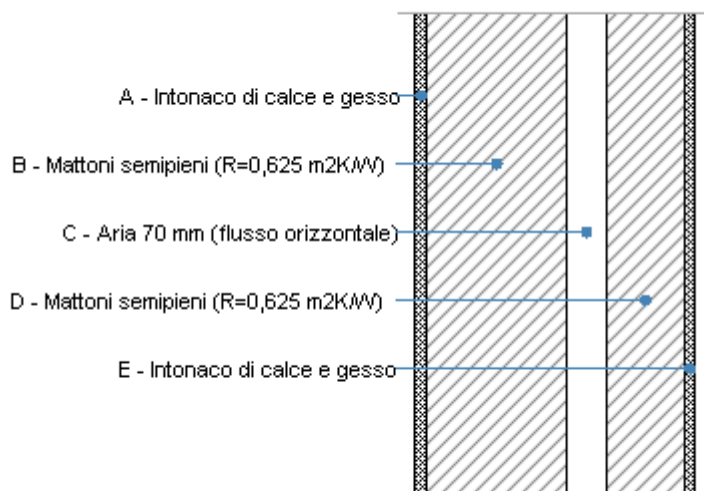 A - Intonaco di calce e gesso
B - Mattoni semipieni (R=0,625 m2K/W)
C - Aria 70 mm (flusso orizzontale)
D - Mattoni semipieni (R=0,625 m2K/W)
E - Intonaco di calce e gesso